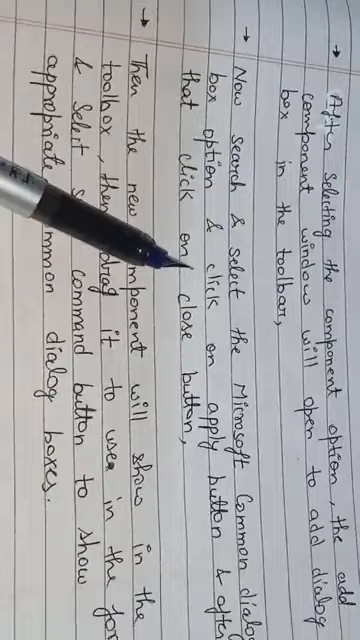 → After selecting the component option, the add
component window will open to add dialog
box in the toolbar,
→ Now search & select the Microsoft Common dialog
box option & click on apply button & after
that click on close button,
→ Then the new component will show in the
toolbox, then drag it to use in the for
& select command button to show
appropriate common dialog boxes.